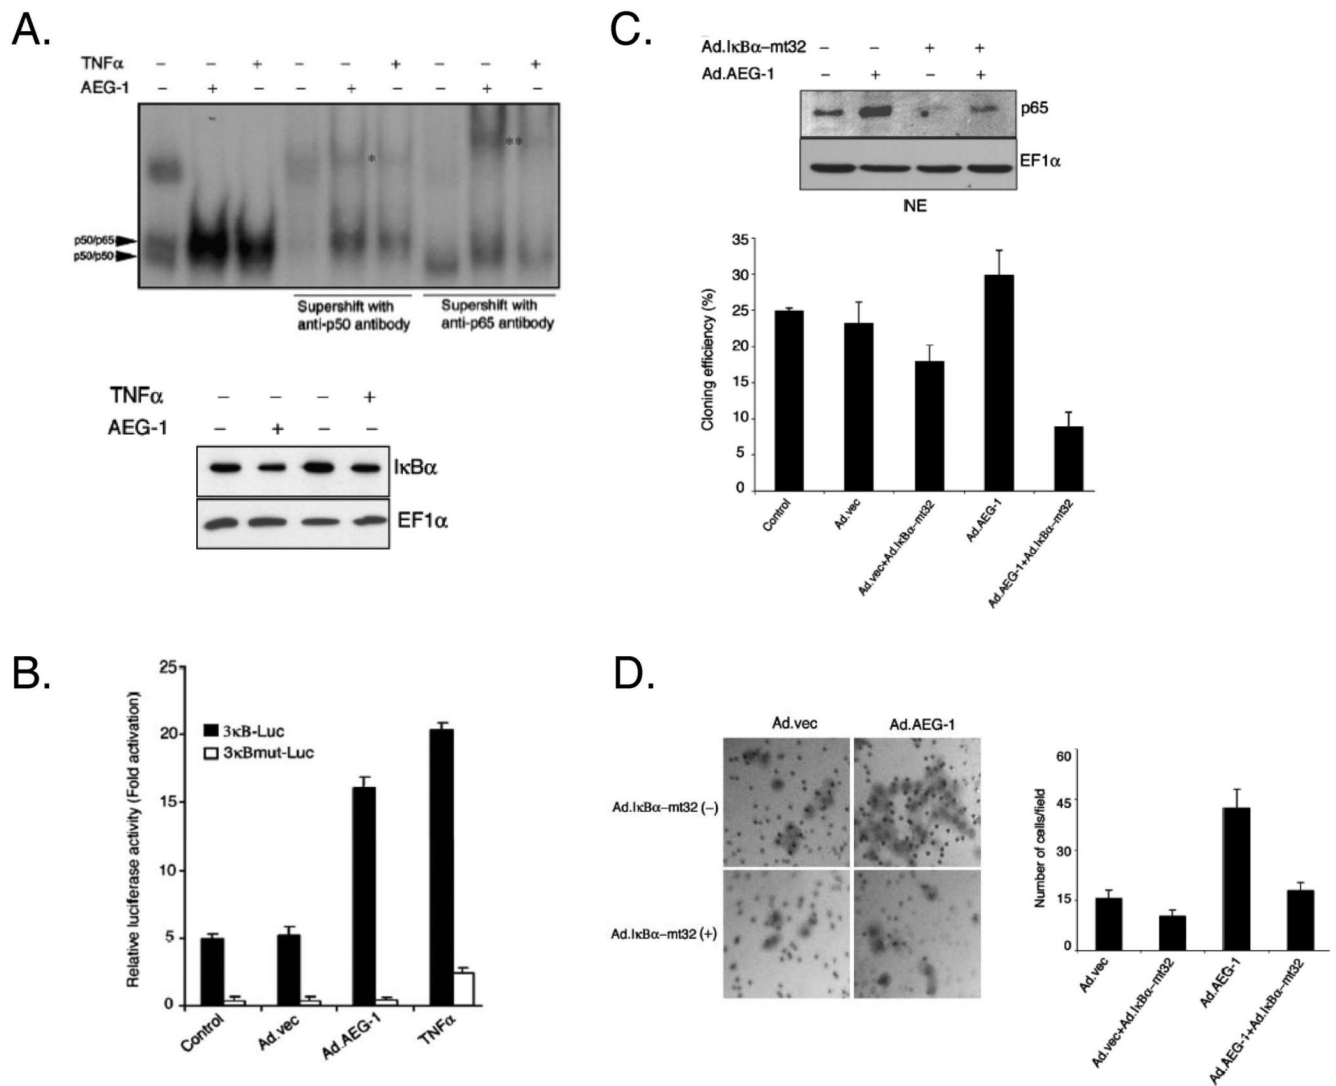 A.
TNFα – – + – – + – – +
AEG-1 – + – – + – – + –
*
**
p50/p65
p50/p50
Supershift with
anti-p50 antibody
Supershift with
anti-p65 antibody
TNFα – – – +
AEG-1 – + – –
IκBα
EF1α
B.
Relative luciferase activity (Fold activation)
25
20
15
10
5
0
3κB-Luc
3κBmut-Luc
Control
Ad.vec
Ad.AEG-1
TNFα
C.
Ad.IκBα–mt32 – – + +
Ad.AEG-1 – + – +
p65
EF1α
NE
Cloning efficiency (%)
35
30
25
20
15
10
5
0
Control
Ad.vec
Ad.vec+Ad.IκBα–mt32
Ad.AEG-1
Ad.AEG-1+Ad.IκBα–mt32
D.
Ad.vec Ad.AEG-1
Ad.IκBα–mt32 (–)
Ad.IκBα–mt32 (+)
Number of cells/field
60
45
30
15
0
Ad.vec
Ad.vec+Ad.IκBα–mt32
Ad.AEG-1
Ad.AEG-1+Ad.IκBα–mt32